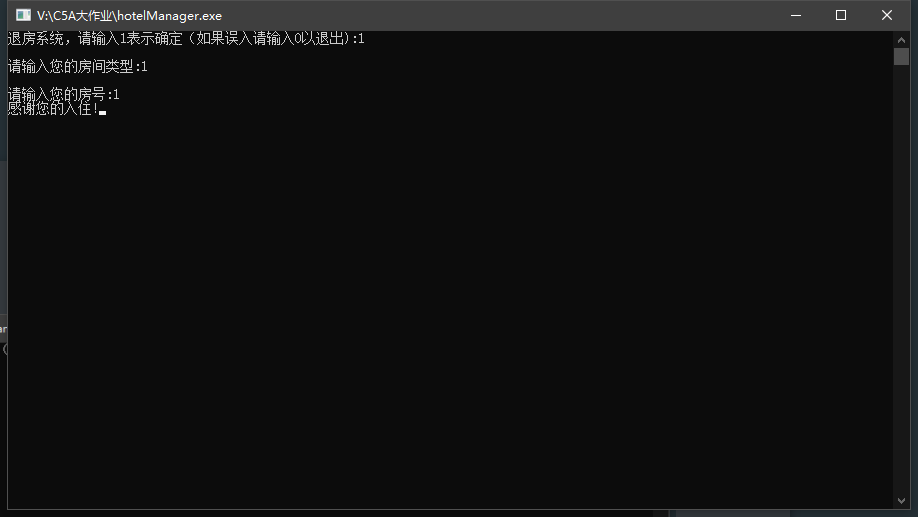 V:\C5A大作业\hotelManager.exe
退房系统，请输入1表示确定（如果误入请输入0以退出):1
请输入您的房间类型:1
请输入您的房号:1
感谢您的入住!
ar
(